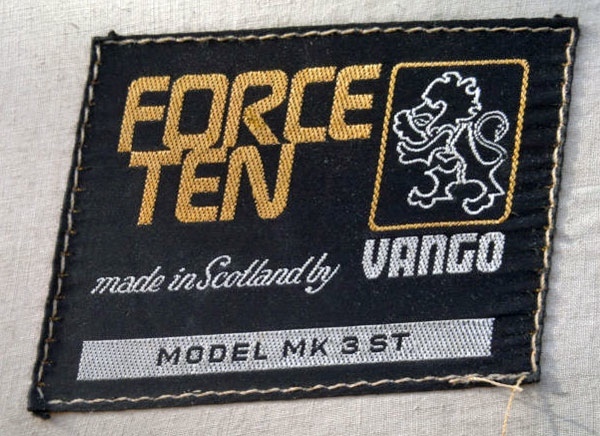 FORCE
TEN
made in Scotland by
VANGO
MODEL MK 3 ST